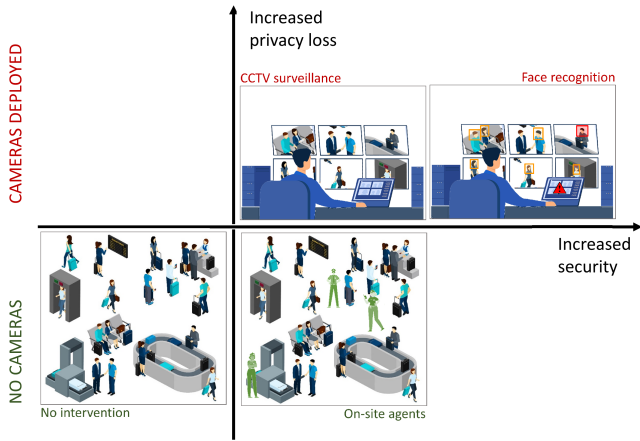 Increased
privacy loss
CAMERAS DEPLOYED
CCTV surveillance
Face recognition
Increased
security
NO CAMERAS
No intervention
On-site agents